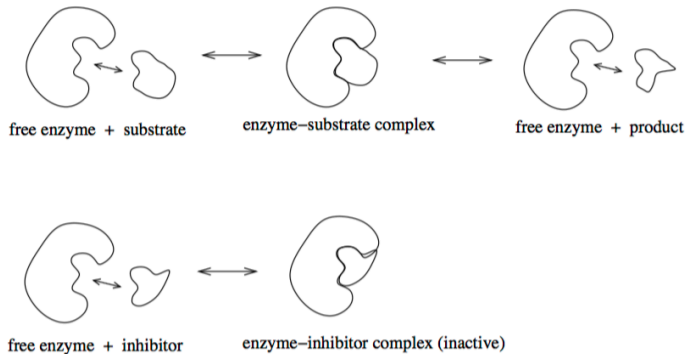 free enzyme + substrate
enzyme–substrate complex
free enzyme + product
free enzyme + inhibitor
enzyme–inhibitor complex (inactive)